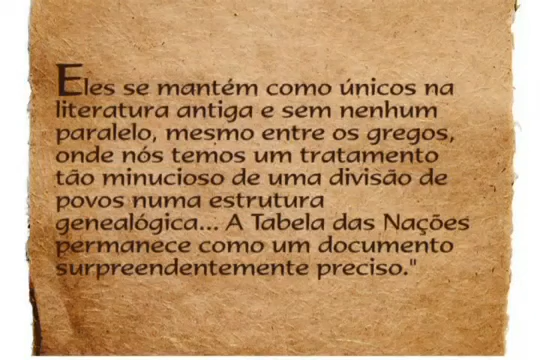 Eles se mantém como únicos na
literatura antiga e sem nenhum
paralelo, mesmo entre os gregos,
onde nós temos um tratamento
tão minucioso de uma divisão de
povos numa estrutura
genealógica... A Tabela das Nações
permanece como um documento
surpreendentemente preciso."